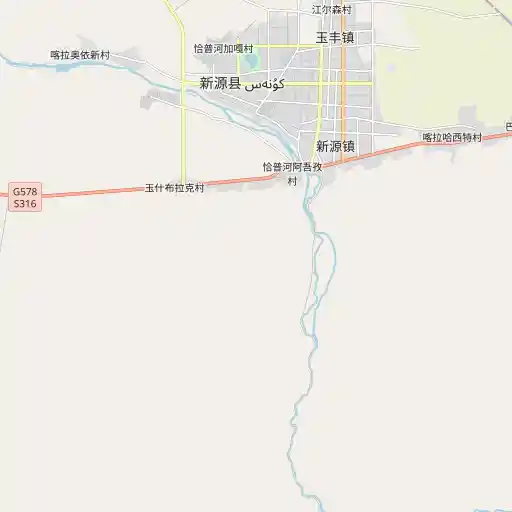 江尔森村
玉丰镇
恰普河加嘎村
喀拉奥依新村
新源县 كۈنەس
喀拉哈西特村
巴
新源镇
恰普河阿吾孜
村
玉什布拉克村
G578
S316